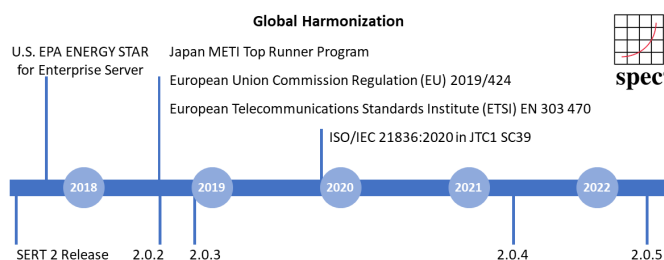 Global Harmonization
U.S. EPA ENERGY STAR
for Enterprise Server
Japan METI Top Runner Program
European Union Commission Regulation (EU) 2019/424
European Telecommunications Standards Institute (ETSI) EN 303 470
ISO/IEC 21836:2020 in JTC1 SC39
spec
2018
2019
2020
2021
2022
SERT 2 Release
2.0.2
2.0.3
2.0.4
2.0.5